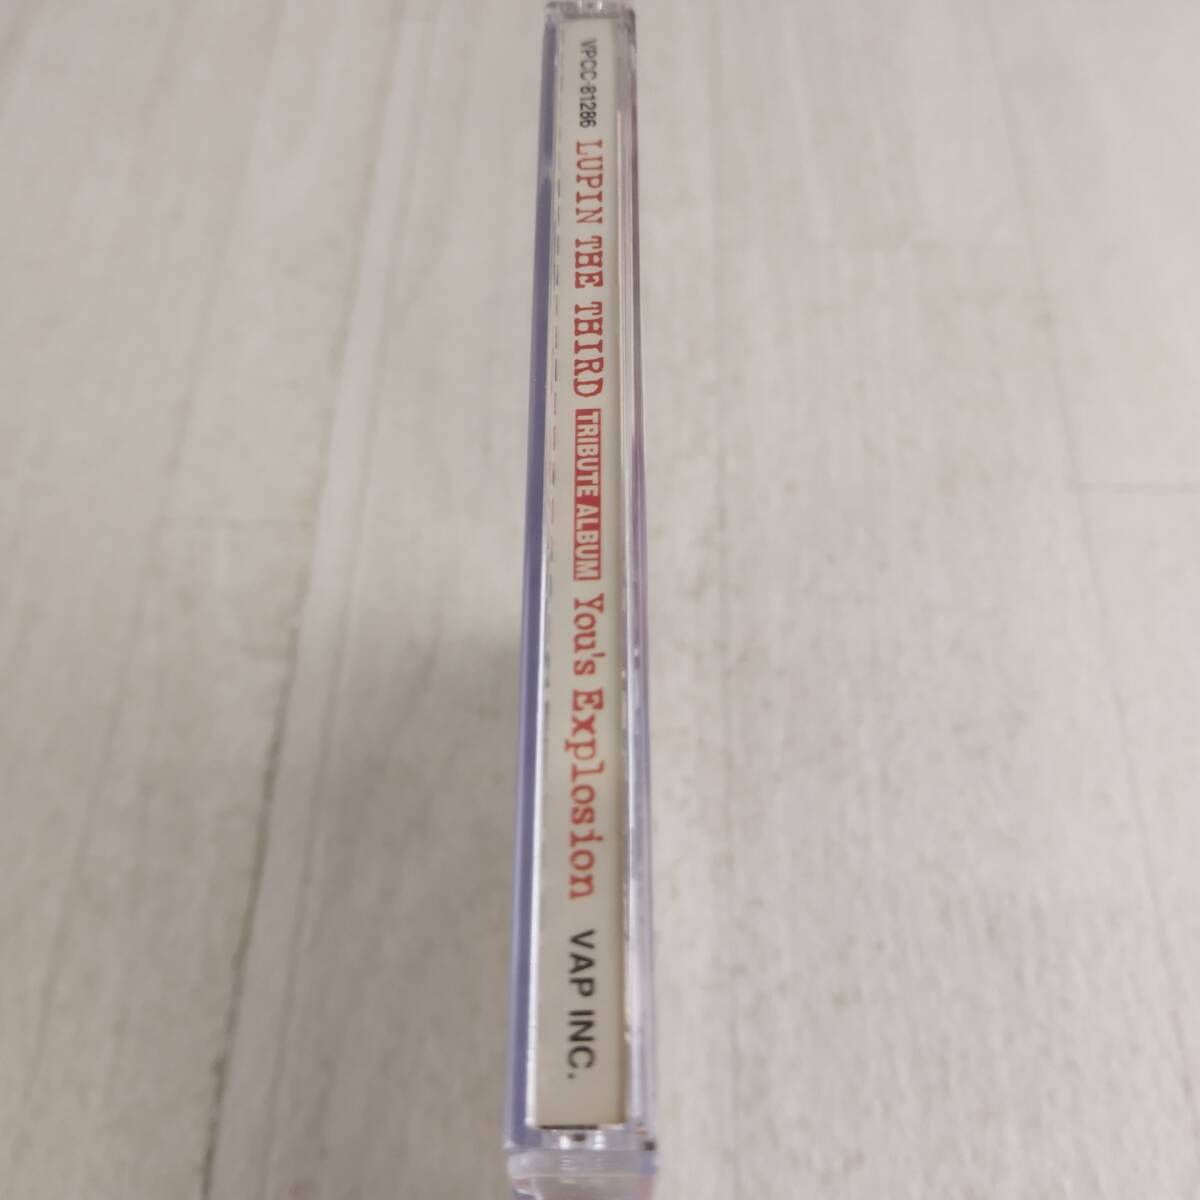 VPCC-81286 LUPIN THE THIRD TRIBUTE ALBUM You's Explosion VAP INC.